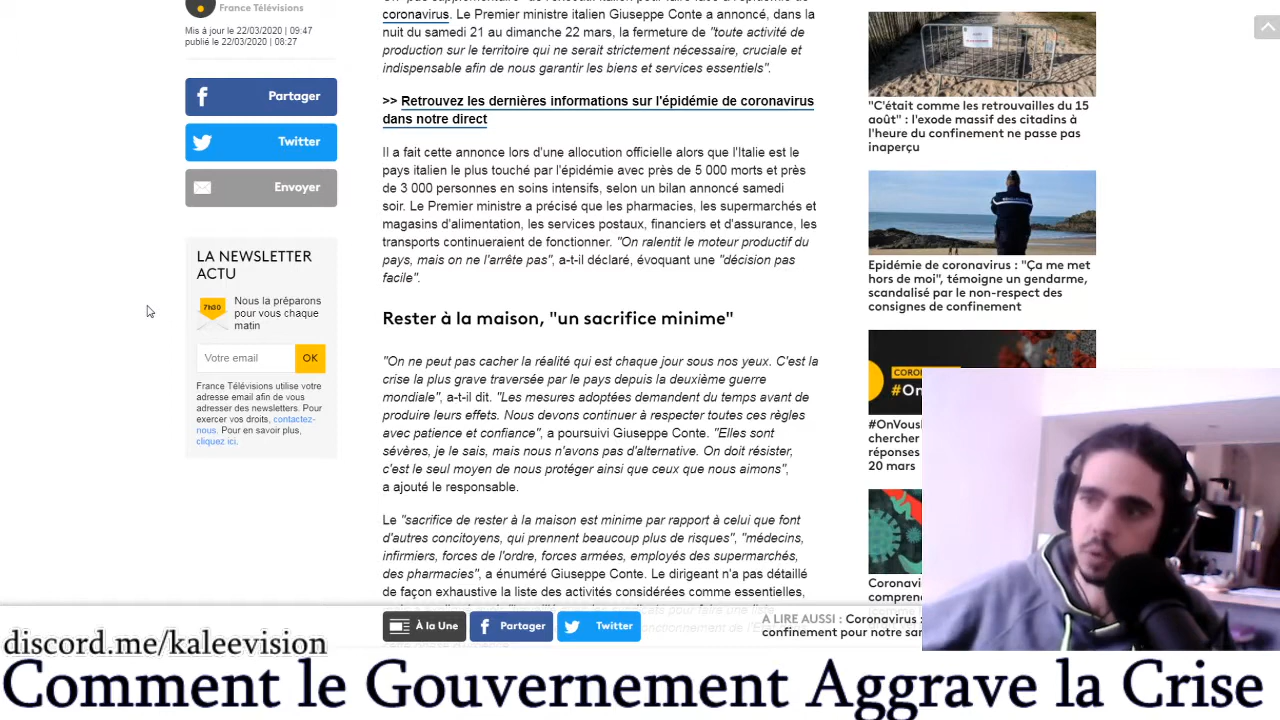 France Télévisions
Mis à jour le 22/03/2020 | 09:47
publié le 22/03/2020 | 08:27
Partager
Twitter
Envoyer
LA NEWSLETTER
ACTU
7h30
Nous la préparons
pour vous chaque
matin
Votre email
OK
France Télévisions utilise votre
adresse email afin de vous
adresser des newsletters. Pour
exercer vos droits, contactez-
nous. Pour en savoir plus,
cliquez ici.
coronavirus. Le Premier ministre italien Giuseppe Conte a annoncé, dans la
nuit du samedi 21 au dimanche 22 mars, la fermeture de "toute activité de
production sur le territoire qui ne serait strictement nécessaire, cruciale et
indispensable afin de nous garantir les biens et services essentiels".
>> Retrouvez les dernières informations sur l'épidémie de coronavirus
dans notre direct
Il a fait cette annonce lors d'une allocution officielle alors que l'Italie est le
pays italien le plus touché par l'épidémie avec près de 5 000 morts et près
de 3 000 personnes en soins intensifs, selon un bilan annoncé samedi
soir. Le Premier ministre a précisé que les pharmacies, les supermarchés et
magasins d'alimentation, les services postaux, financiers et d'assurance, les
transports continueraient de fonctionner. "On ralentit le moteur productif du
pays, mais on ne l'arrête pas", a-t-il déclaré, évoquant une "décision pas
facile".
Rester à la maison, "un sacrifice minime"
"On ne peut pas cacher la réalité qui est chaque jour sous nos yeux. C'est la
crise la plus grave traversée par le pays depuis la deuxième guerre
mondiale", a-t-il dit. "Les mesures adoptées demandent du temps avant de
produire leurs effets. Nous devons continuer à respecter toutes ces règles
avec patience et confiance", a poursuivi Giuseppe Conte. "Elles sont
sévères, je le sais, mais nous n'avons pas d'alternative. On doit résister,
c'est le seul moyen de nous protéger ainsi que ceux que nous aimons",
a ajouté le responsable.
Le "sacrifice de rester à la maison est minime par rapport à celui que font
d'autres concitoyens, qui prennent beaucoup plus de risques", "médecins,
infirmiers, forces de l'ordre, forces armées, employés des supermarchés,
des pharmacies", a énuméré Giuseppe Conte. Le dirigeant n'a pas détaillé
de façon exhaustive la liste des activités considérées comme essentielles,
"C'était comme les retrouvailles du 15
août" : l'exode massif des citadins à
l'heure du confinement ne passe pas
inaperçu
Epidémie de coronavirus : "Ça me met
hors de moi", témoigne un gendarme,
scandalisé par le non-respect des
consignes de confinement
CORO
#On
#OnVous
chercher
réponses
20 mars
Coronavi
compren
À la Une
Partager
Twitter
A LIRE AUSSI : Coronavirus :
confinement pour notre san
discord.me/kaleevision
Comment le Gouvernement Aggrave la Crise